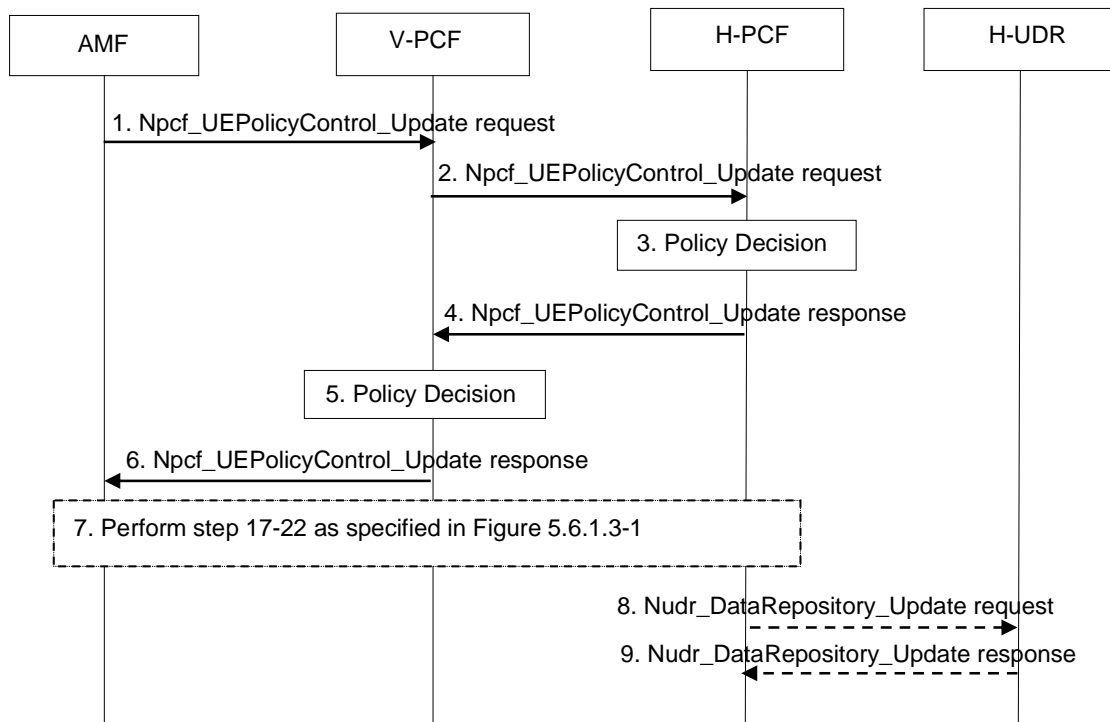 AMF
V-PCF
H-PCF
H-UDR
1. Npcf_UEPolicyControl_Update request
2. Npcf_UEPolicyControl_Update request
3. Policy Decision
4. Npcf_UEPolicyControl_Update response
5. Policy Decision
6. Npcf_UEPolicyControl_Update response
7. Perform step 17-22 as specified in Figure 5.6.1.3-1
8. Nudr_DataRepository_Update request
9. Nudr_DataRepository_Update response